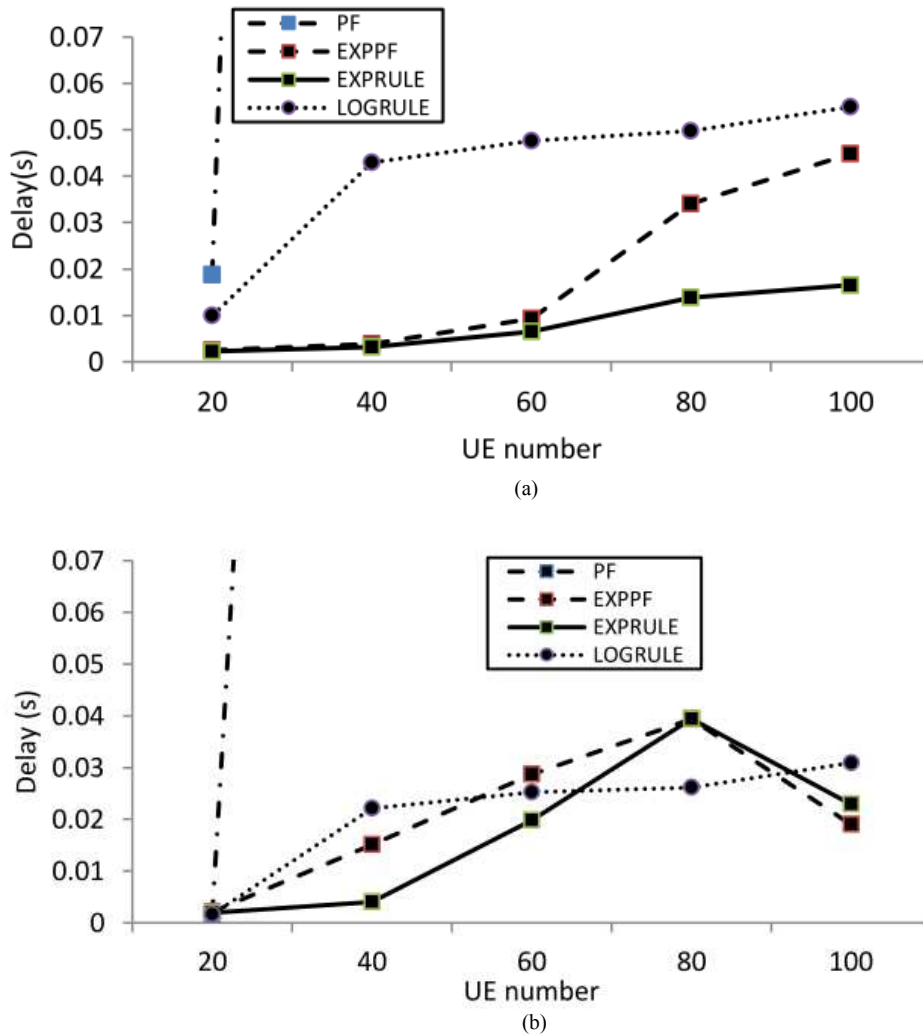 PF
EXPPF
EXPRULE
LOGRULE
0.07
0.06
0.05
0.04
0.03
0.02
0.01
0
Delay(s)
20 40 60 80 100
UE number
(a)
PF
EXPPF
EXPRULE
LOGRULE
0.07
0.06
0.05
0.04
0.03
0.02
0.01
0
Delay (s)
20 40 60 80 100
UE number
(b)